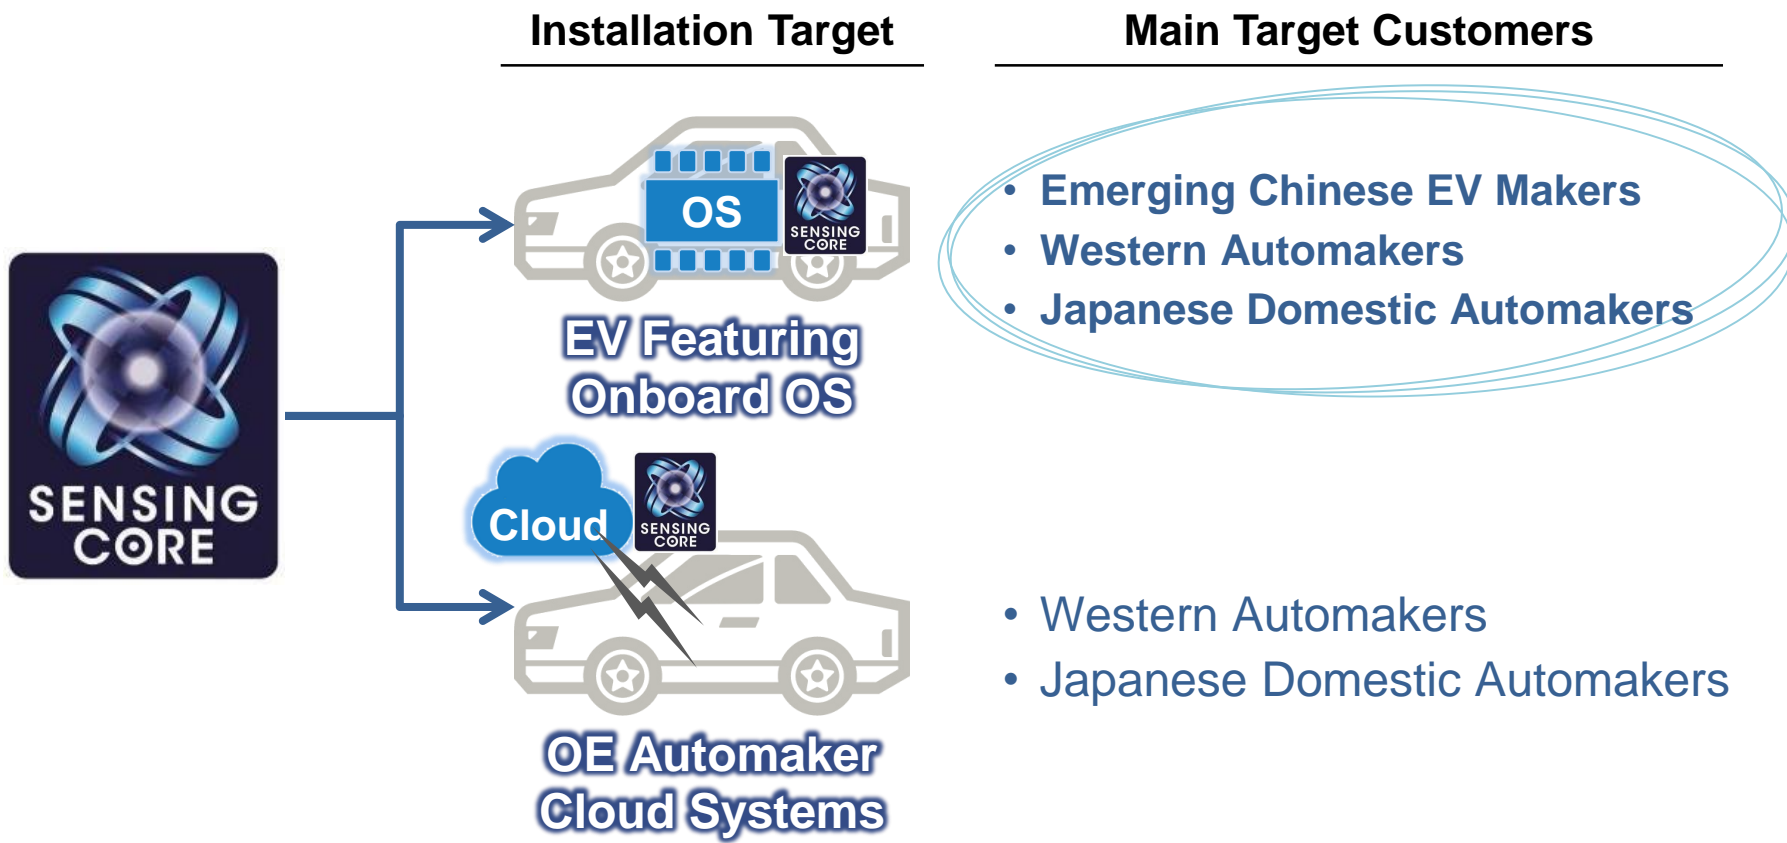 Installation Target
Main Target Customers
SENSING
CORE
OS
SENSING
CORE
EV Featuring
Onboard OS
• Emerging Chinese EV Makers
• Western Automakers
• Japanese Domestic Automakers
Cloud
SENSING
CORE
OE Automaker
Cloud Systems
• Western Automakers
• Japanese Domestic Automakers